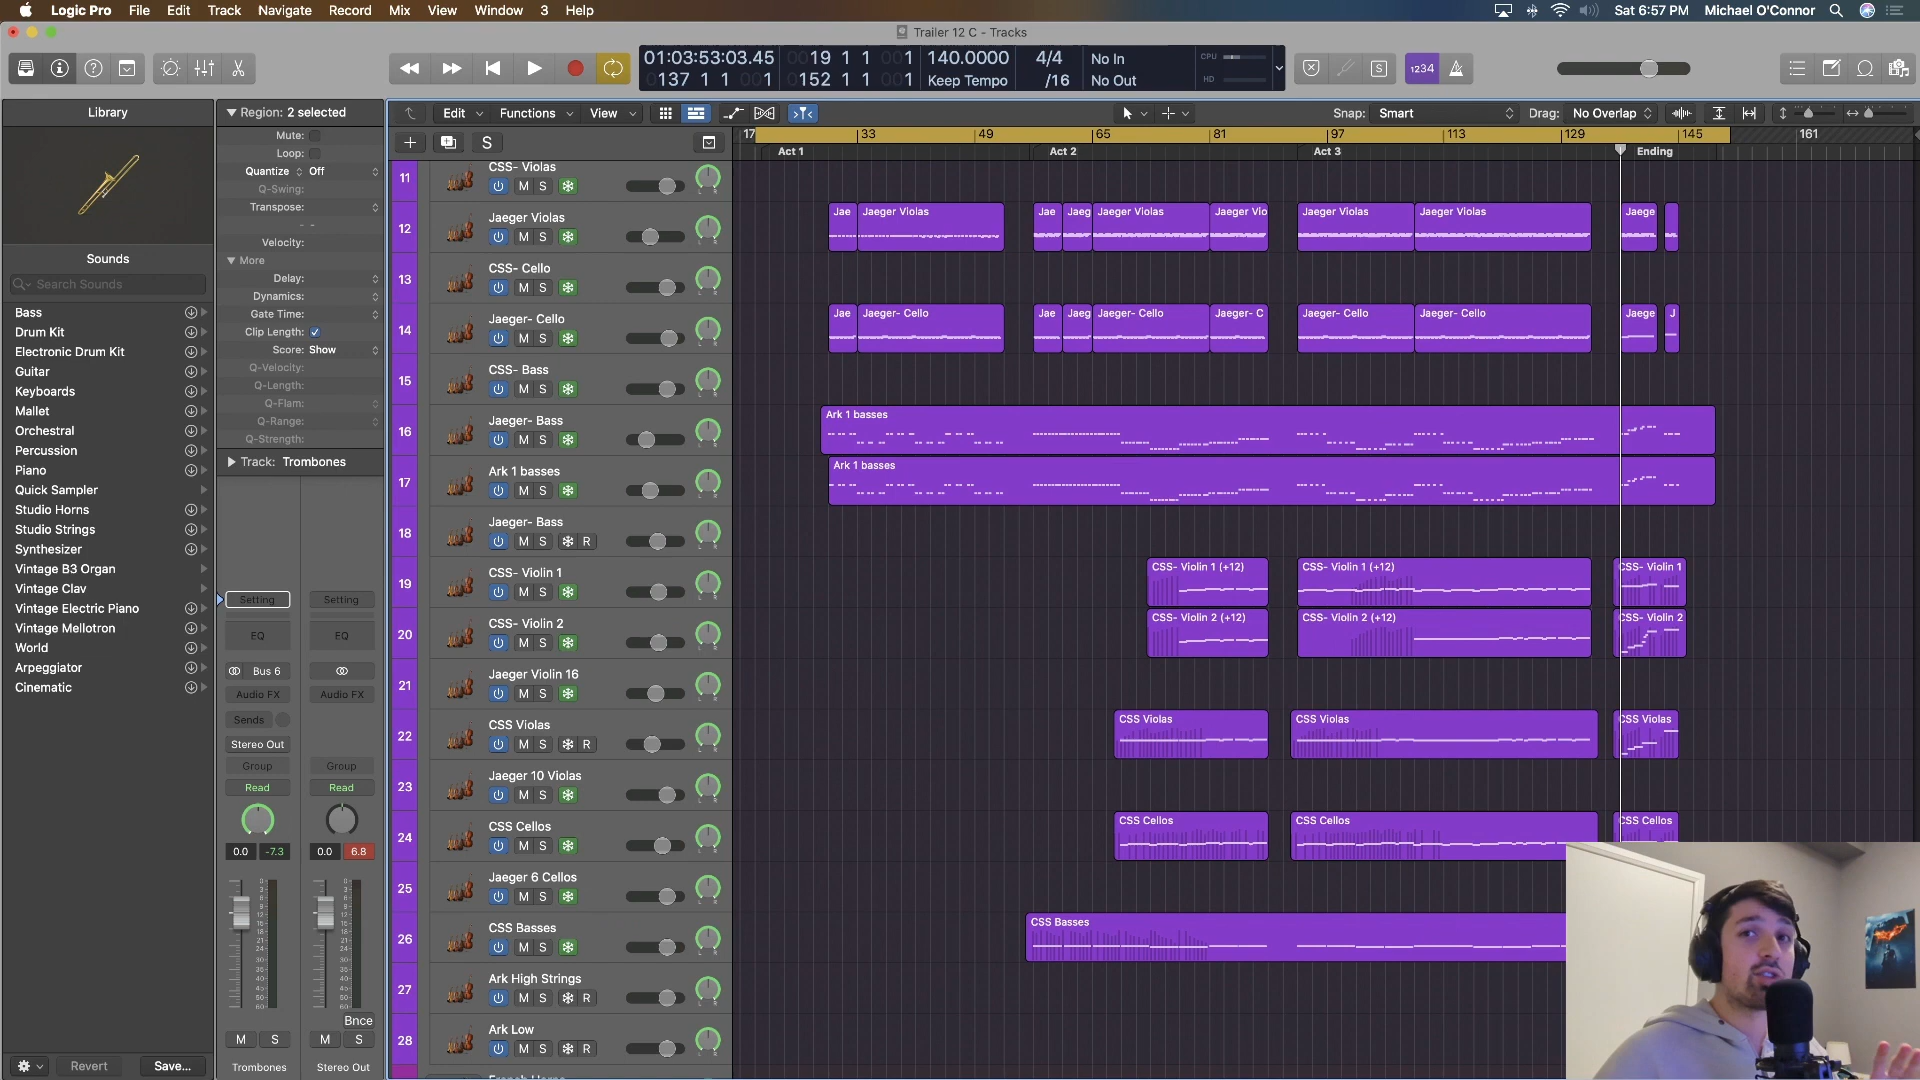 Logic Pro File Edit Track Navigate Record Mix View Window 3 Help
Sat 6:57 PM Michael O'Connor
Trailer 12 C - Tracks
01:03:53:03.45 0019 1 1 001 140.0000 4/4 No In CPU
0137 1 1 001 0152 1 1 001 Keep Tempo /16 No Out HD
S 1234
Library
Region: 2 selected
Edit Functions View
Snap: Smart Drag: No Overlap
S
17 33 49 65 81 97 113 129 145 161
Act 1 Act 2 Act 3 Ending
Sounds
Search Sounds
Bass
Drum Kit
Electronic Drum Kit
Guitar
Keyboards
Mallet
Orchestral
Percussion
Piano
Quick Sampler
Studio Horns
Studio Strings
Synthesizer
Vintage B3 Organ
Vintage Clav
Vintage Electric Piano
Vintage Mellotron
World
Arpeggiator
Cinematic
Revert Save...
Mute:
Loop:
Quantize Off
Q-Swing:
Transpose:
- -
Velocity:
More
Delay:
Dynamics:
Gate Time:
Clip Length:
Score: Show
Q-Velocity:
Q-Length:
Q-Flam:
Q-Range:
Q-Strength:
Track: Trombones
Setting Setting
EQ EQ
Bus 6
Audio FX Audio FX
Sends
Stereo Out
Group Group
Read Read
0.0 -7.3 0.0 6.8
Bnce
M S M S
Trombones Stereo Out
11 CSS- Violas
M S
12 Jaeger Violas
M S
Jae Jaeger Violas Jae Jaeg Jaeger Violas Jaeger Vio Jaeger Violas Jaeger Violas Jaege
13 CSS- Cello
M S
14 Jaeger- Cello
M S
Jae Jaeger- Cello Jae Jaeg Jaeger- Cello Jaeger- C Jaeger- Cello Jaeger- Cello Jaege J
15 CSS- Bass
M S
16 Jaeger- Bass
M S
Ark 1 basses
17 Ark 1 basses
M S
Ark 1 basses
18 Jaeger- Bass
M S R
19 CSS- Violin 1
M S
CSS- Violin 1 (+12) CSS- Violin 1 (+12) CSS- Violin 1
20 CSS- Violin 2
M S
CSS- Violin 2 (+12) CSS- Violin 2 (+12) CSS- Violin 2
21 Jaeger Violin 16
M S
22 CSS Violas
M S R
CSS Violas CSS Violas CSS Violas
23 Jaeger 10 Violas
M S
24 CSS Cellos
M S
CSS Cellos CSS Cellos CSS Cellos
25 Jaeger 6 Cellos
M S
26 CSS Basses
M S
CSS Basses
27 Ark High Strings
M S R
28 Ark Low
M S R